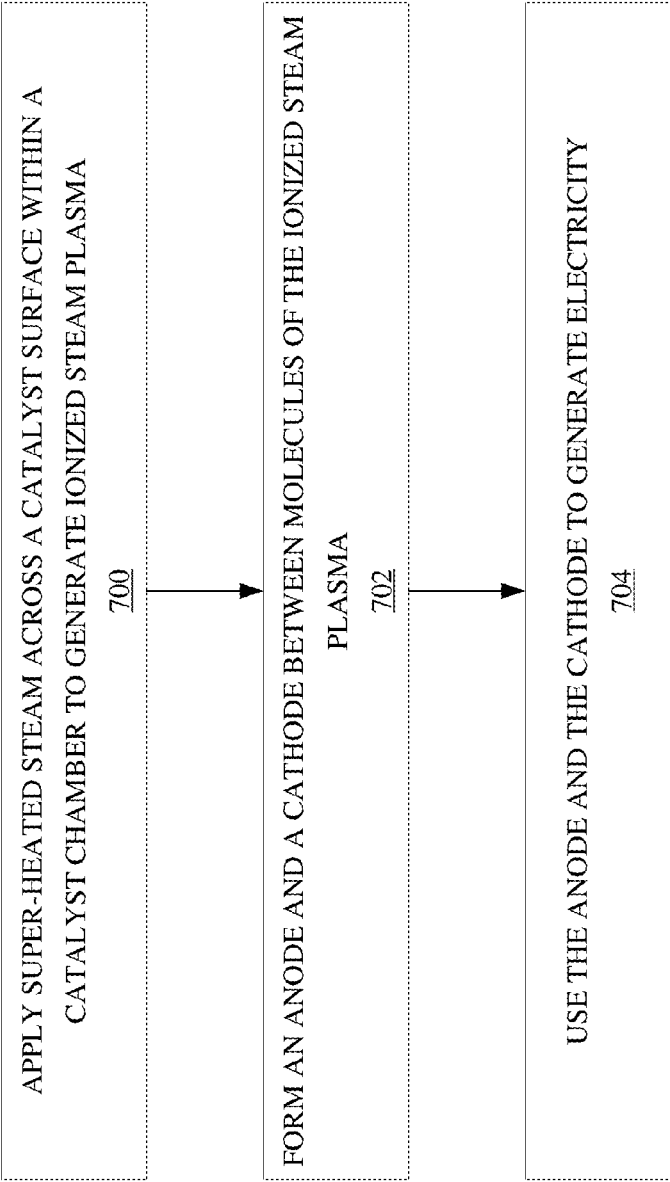 APPLY SUPER-HEATED STEAM ACROSS A CATALYST SURFACE WITHIN A
CATALYST CHAMBER TO GENERATE IONIZED STEAM PLASMA
700
FORM AN ANODE AND A CATHODE BETWEEN MOLECULES OF THE IONIZED STEAM
PLASMA
702
USE THE ANODE AND THE CATHODE TO GENERATE ELECTRICITY
704